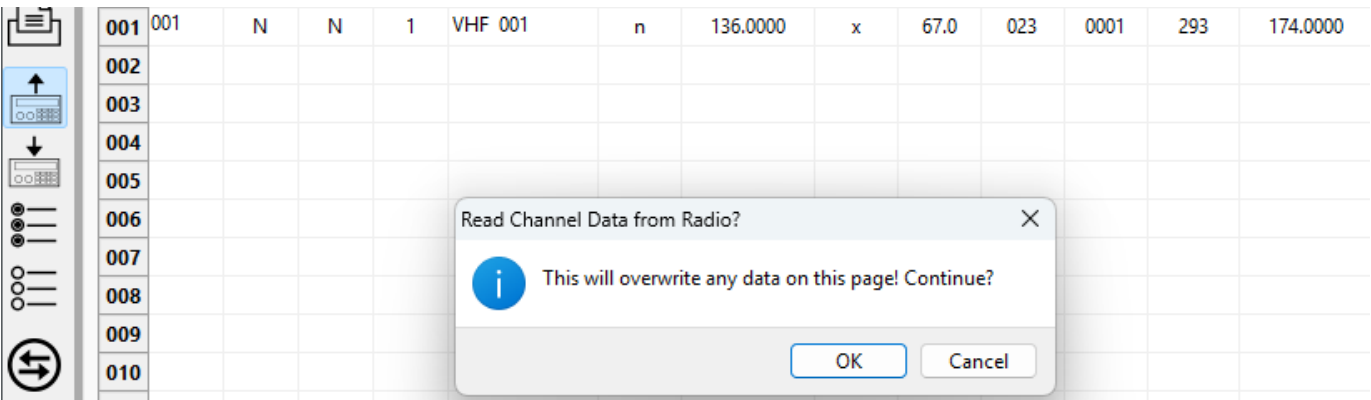 001 001 N N 1 VHF 001 n 136.0000 x 67.0 023 0001 293 174.0000
002
003
004
005
006
007
008
009
010
Read Channel Data from Radio?
This will overwrite any data on this page! Continue?
OK Cancel